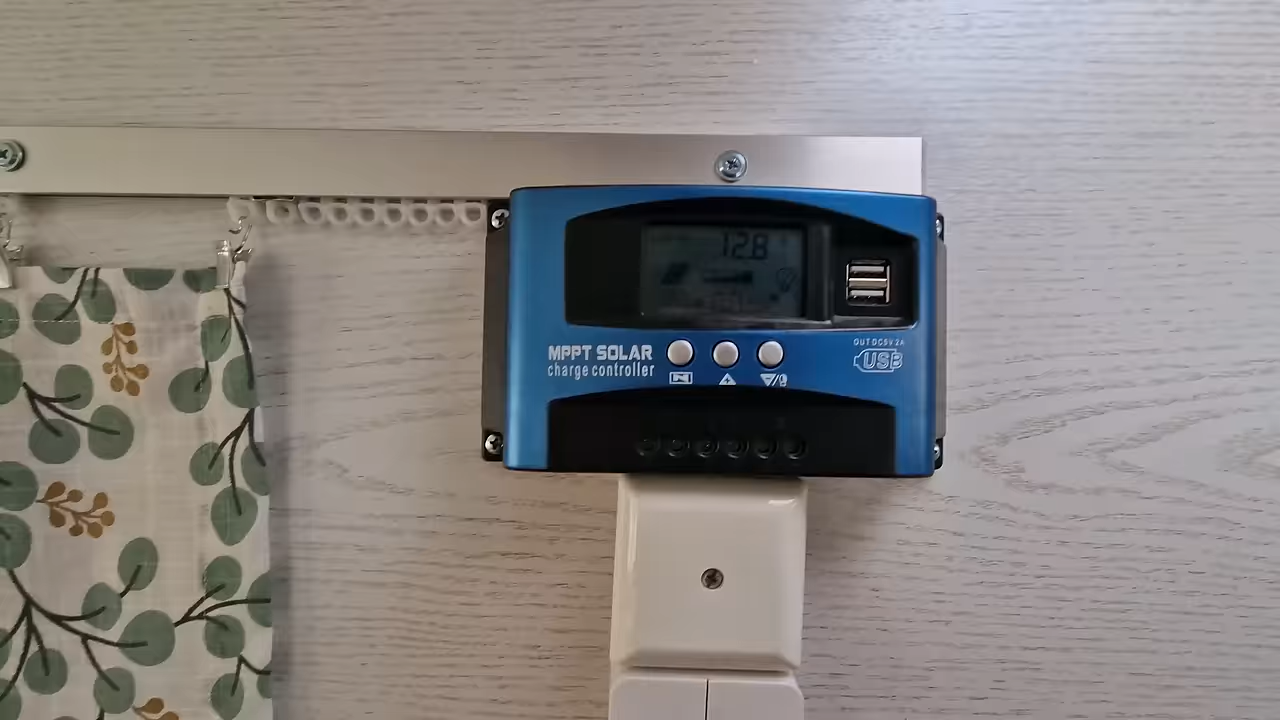 12.8
OUT DC5V 2A
MPPT SOLAR
charge controller
USB